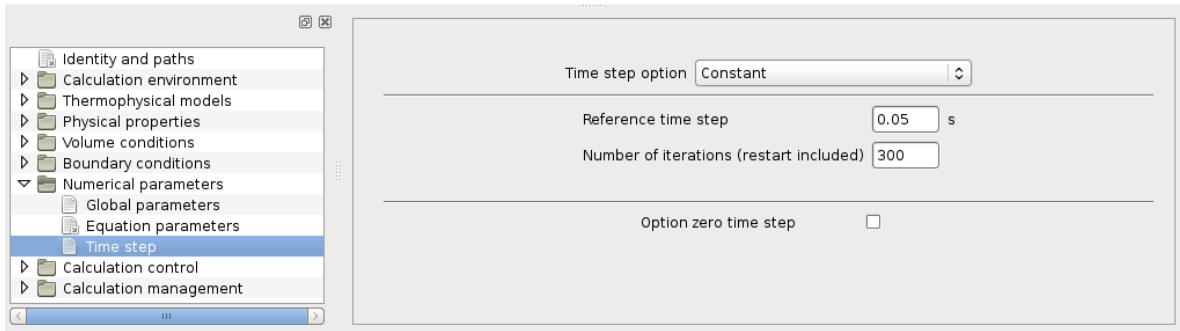 Identity and paths
Calculation environment
Thermophysical models
Physical properties
Volume conditions
Boundary conditions
Numerical parameters
Global parameters
Equation parameters
Time step
Calculation control
Calculation management
Time step option Constant
Reference time step 0.05 s
Number of iterations (restart included) 300
Option zero time step